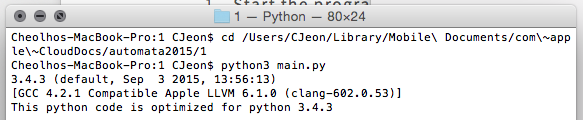 1. Start the progra
1 — Python — 80×24
Cheolhos-MacBook-Pro:1 CJeon$ cd /Users/CJeon/Library/Mobile\ Documents/com\~app
le\~CloudDocs/automata2015/1
Cheolhos-MacBook-Pro:1 CJeon$ python3 main.py
3.4.3 (default, Sep  3 2015, 13:56:13)
[GCC 4.2.1 Compatible Apple LLVM 6.1.0 (clang-602.0.53)]
This python code is optimized for python 3.4.3